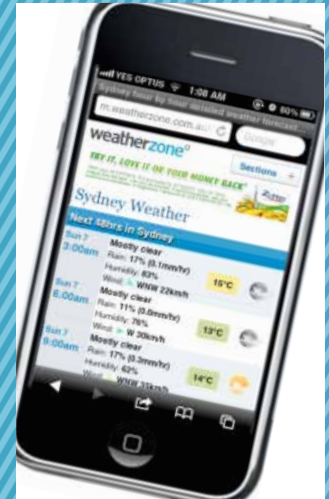 YES OPTUS 1:08 AM 80%
Sydney hour by hour detailed weather forecast...
m.weatherzone.com.au Google
weatherzone°
Sections +
TRY IT, LOVE IT OR YOUR MONEY BACK*
Sydney Weather
Next 48hrs in Sydney
Sun 7
3:00am
Mostly clear
Rain: 17% (0.1mm/hr)
Humidity: 83%
Wind: WNW 22km/h
15°C
Sun 7
6:00am
Mostly clear
Rain: 11% (0.0mm/hr)
Humidity: 76%
Wind: W 30km/h
13°C
Sun 7
9:00am
Mostly clear
Rain: 17% (0.3mm/hr)
Humidity: 62%
Wind: WNW 31km/h
14°C